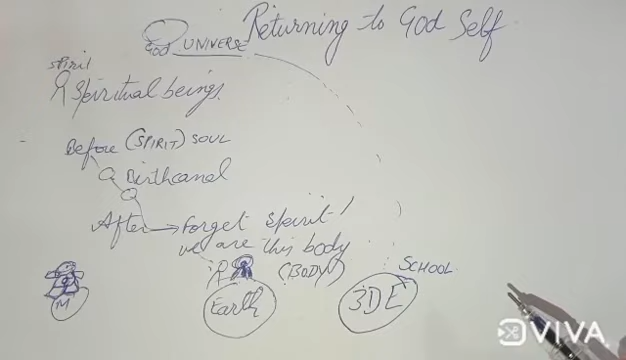 Returning to God Self
GOD UNIVERSE
spirit
Spiritual beings.
Before (SPIRIT) SOUL
Birthcanal
After → Forget Spirit
we are this body
(BODY)
SCHOOL
M
Earth
3D E
VIVA